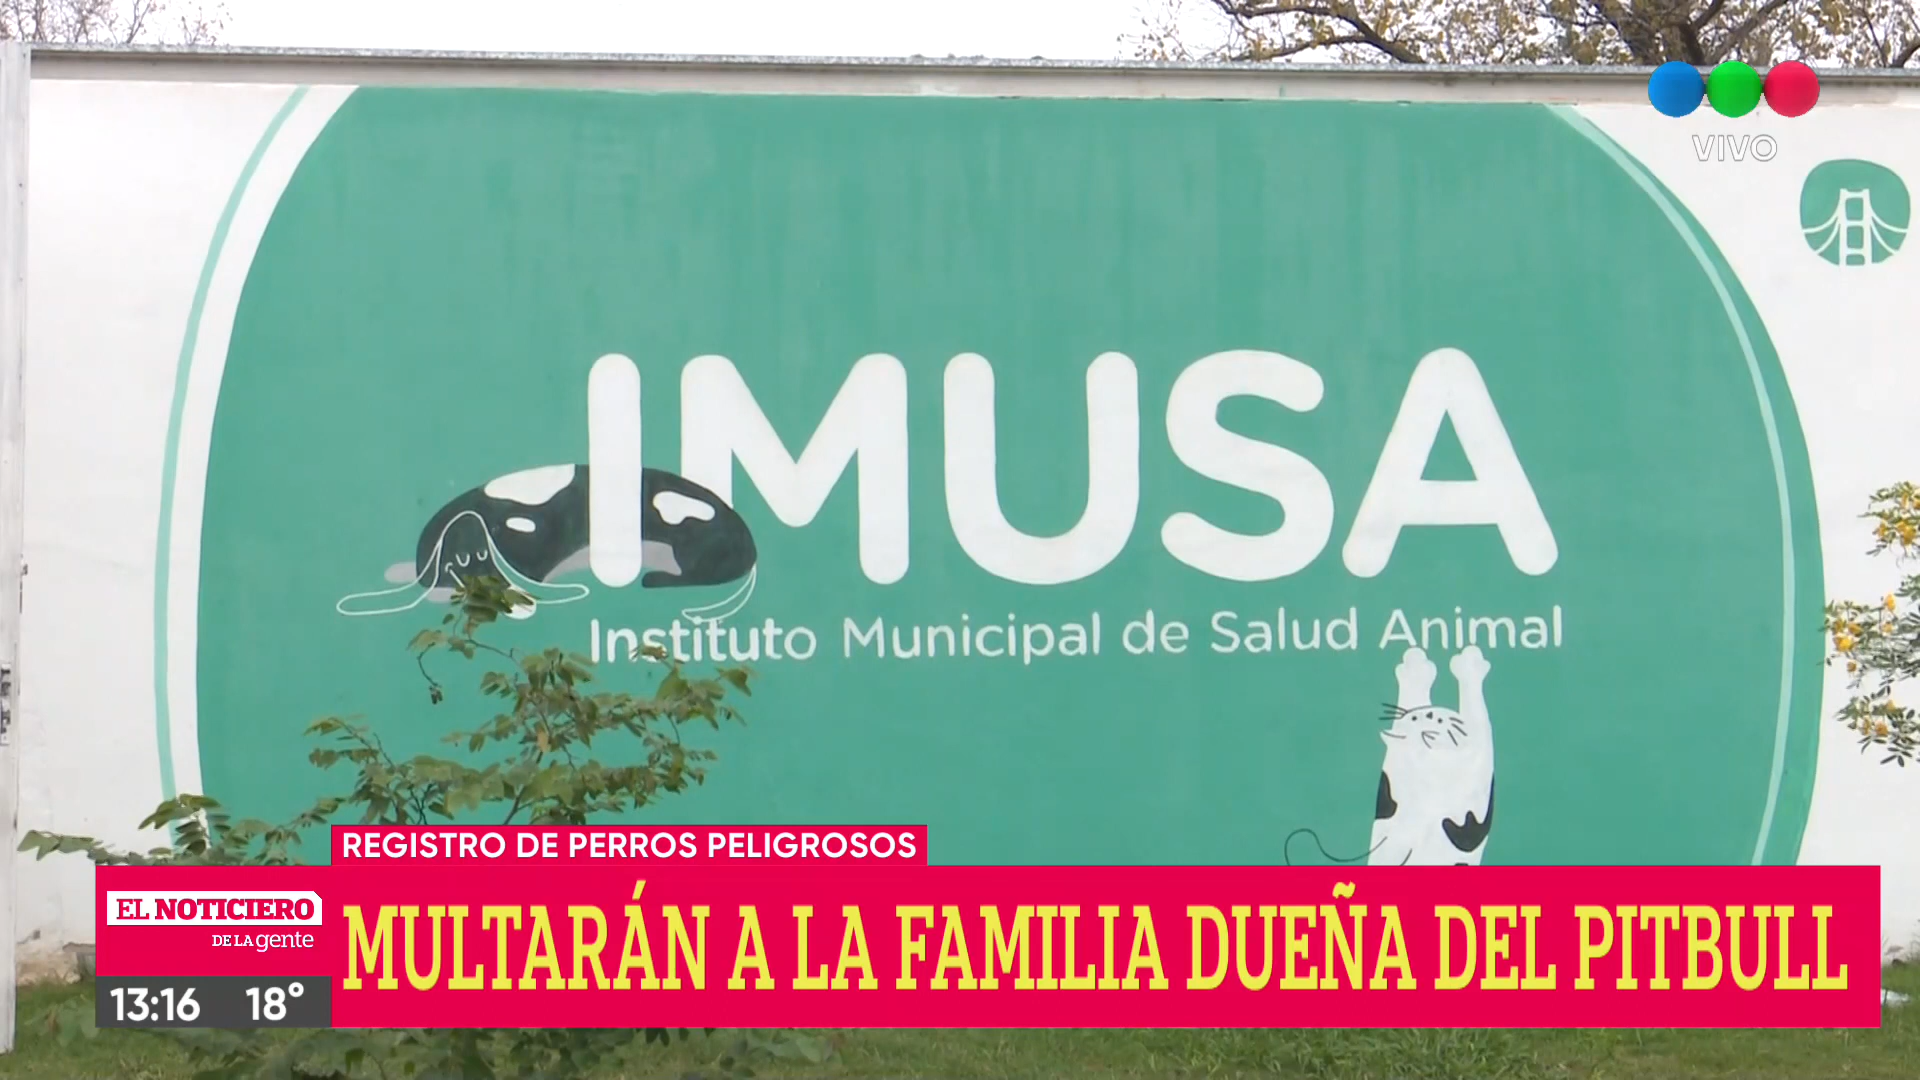 VIVO
IMUSA
Instituto Municipal de Salud Animal
REGISTRO DE PERROS PELIGROSOS
EL NOTICIERO
DE LA gente
MULTARÁN A LA FAMILIA DUEÑA DEL PITBULL
13:16 18°